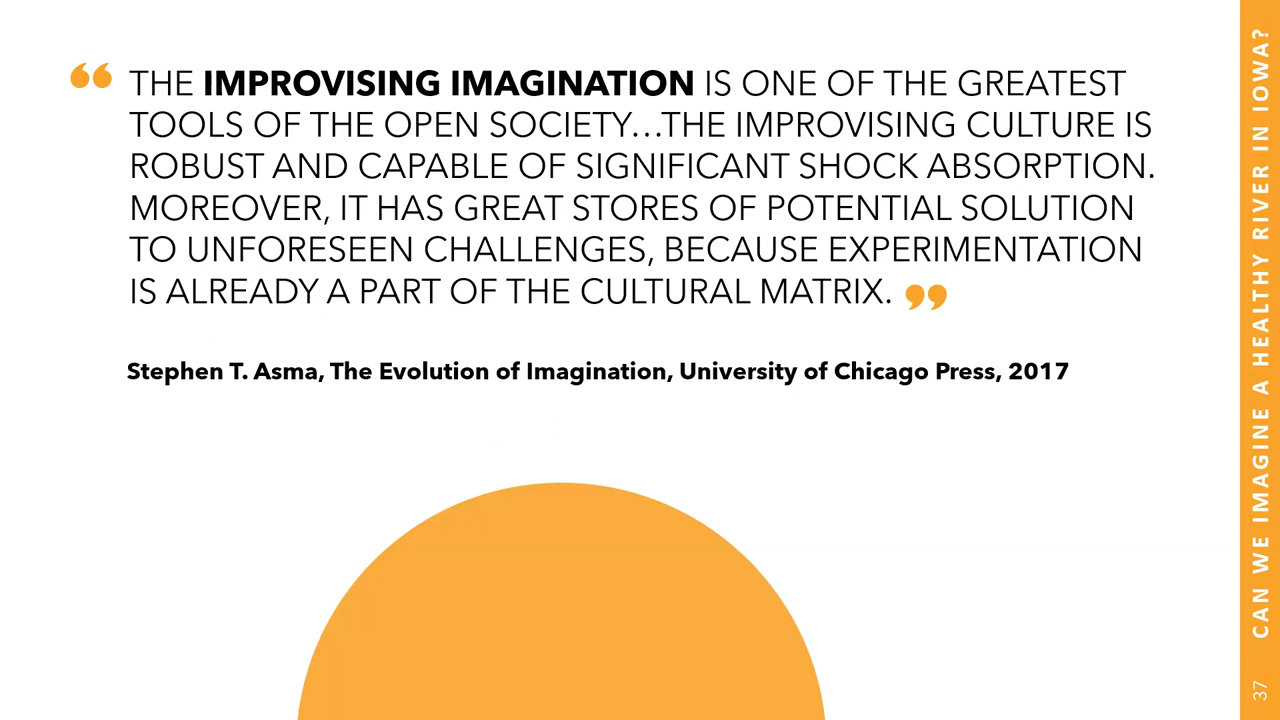 “ THE IMPROVISING IMAGINATION IS ONE OF THE GREATEST
TOOLS OF THE OPEN SOCIETY...THE IMPROVISING CULTURE IS
ROBUST AND CAPABLE OF SIGNIFICANT SHOCK ABSORPTION.
MOREOVER, IT HAS GREAT STORES OF POTENTIAL SOLUTION
TO UNFORESEEN CHALLENGES, BECAUSE EXPERIMENTATION
IS ALREADY A PART OF THE CULTURAL MATRIX. ”
Stephen T. Asma, The Evolution of Imagination, University of Chicago Press, 2017
37 CAN WE IMAGINE A HEALTHY RIVER IN IOWA?